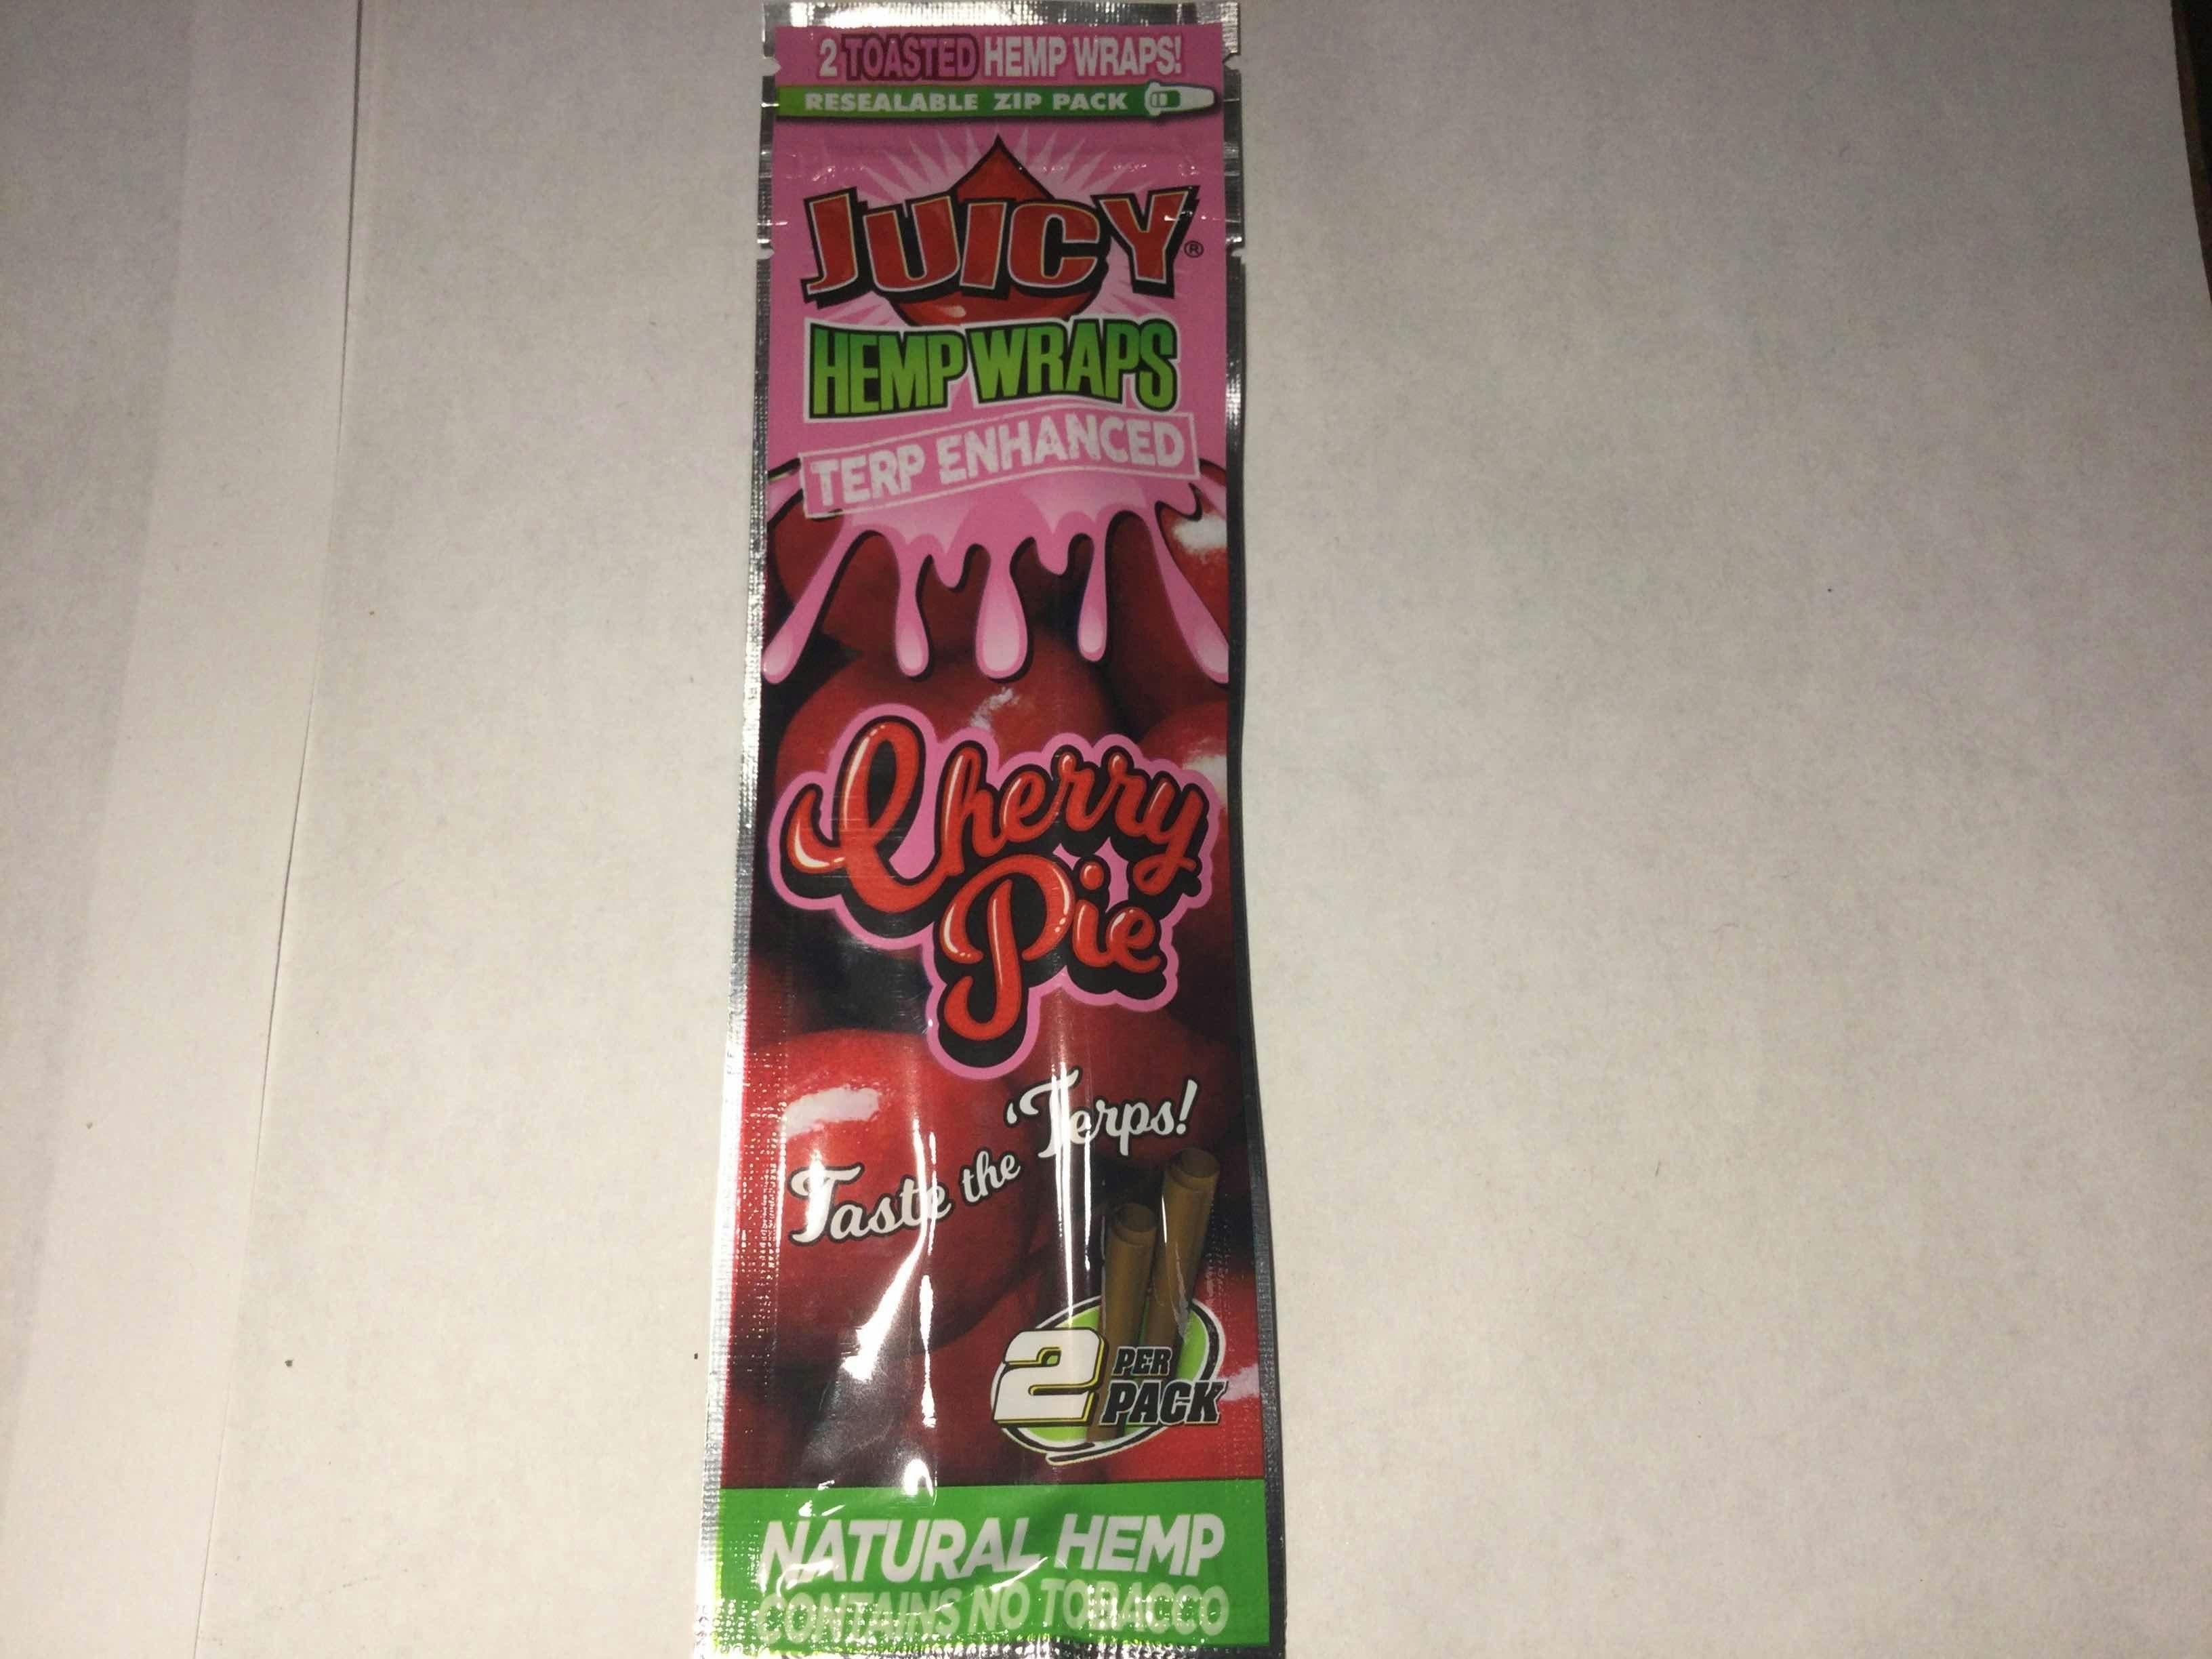 2 TOASTED HEMP WRAPS!
RESEALABLE ZIP PACK
JUICY®
HEMP WRAPS
TERP ENHANCED
Cherry
Pie
Taste the 'Terps!
2 PER
PACK
NATURAL HEMP
CONTAINS NO TOBACCO